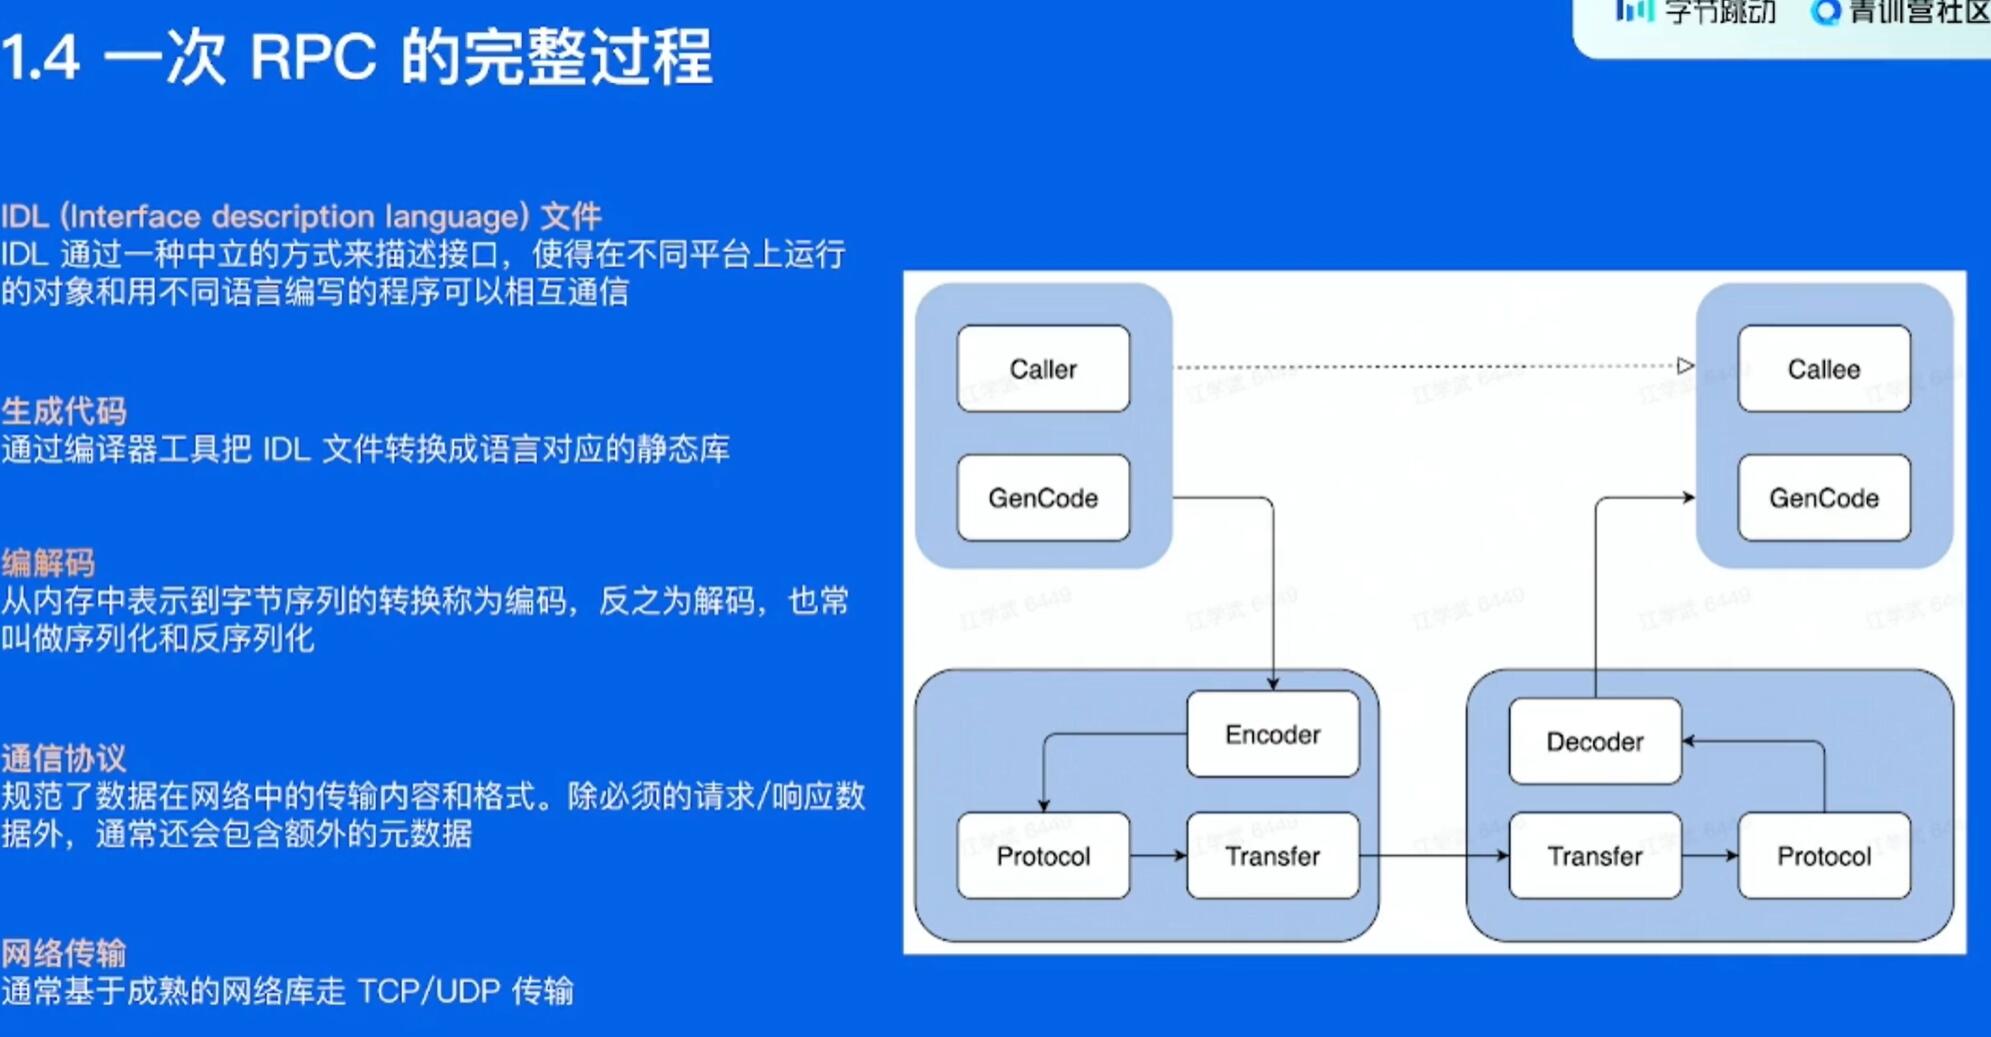 字节跳动 青训营社区
1.4 一次 RPC 的完整过程
IDL (Interface description language) 文件
IDL 通过一种中立的方式来描述接口，使得在不同平台上运行
的对象和用不同语言编写的程序可以相互通信
生成代码
通过编译器工具把 IDL 文件转换成语言对应的静态库
编解码
从内存中表示到字节序列的转换称为编码，反之为解码，也常
叫做序列化和反序列化
通信协议
规范了数据在网络中的传输内容和格式。除必须的请求/响应数
据外，通常还会包含额外的元数据
网络传输
通常基于成熟的网络库走 TCP/UDP 传输
Caller
Callee
GenCode
GenCode
Encoder
Decoder
Protocol
Transfer
Transfer
Protocol
江学武 6449